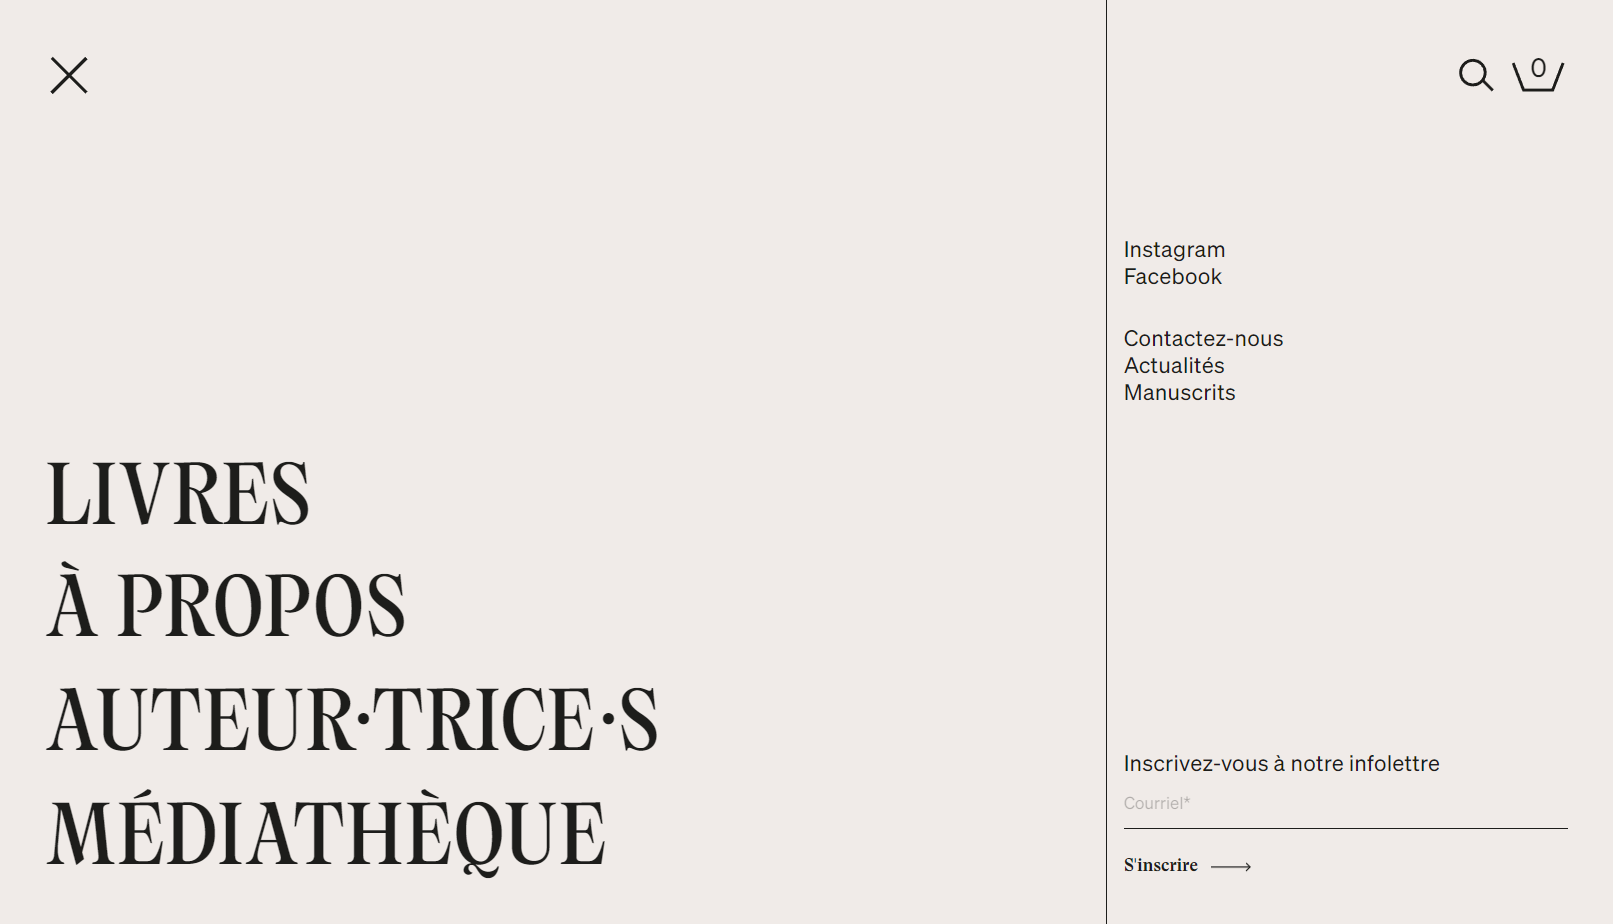 0
Instagram
Facebook
Contactez-nous
Actualités
Manuscrits
LIVRES
À PROPOS
AUTEUR·TRICE·S
MÉDIATHÈQUE
Inscrivez-vous à notre infolettre
Courriel*
S'inscrire